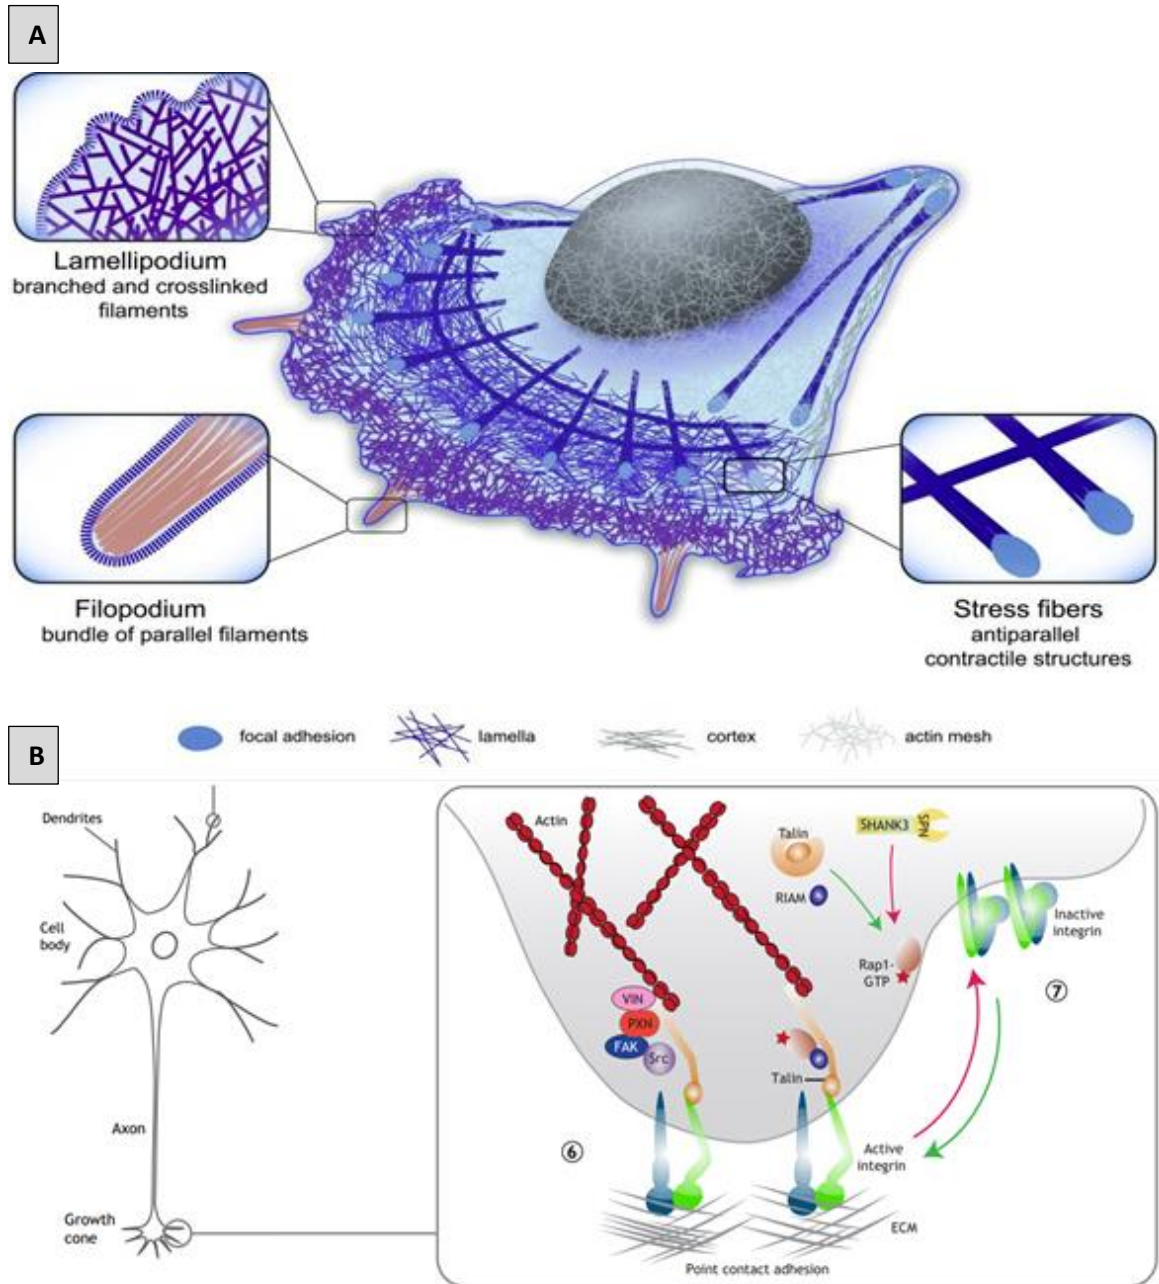 A
Lamellipodium
branched and crosslinked
filaments
Filopodium
bundle of parallel filaments
Stress fibers
antiparallel
contractile structures
focal adhesion
lamella
cortex
actin mesh
B
Dendrites
Cell
body
Axon
Growth
cone
Actin
Talin
SHANK3
SPN
RIAM
Rap1-
GTP
Inactive
integrin
7
VIN
PXN
FAK
Src
Talin
6
Active
integrin
ECM
Point contact adhesion